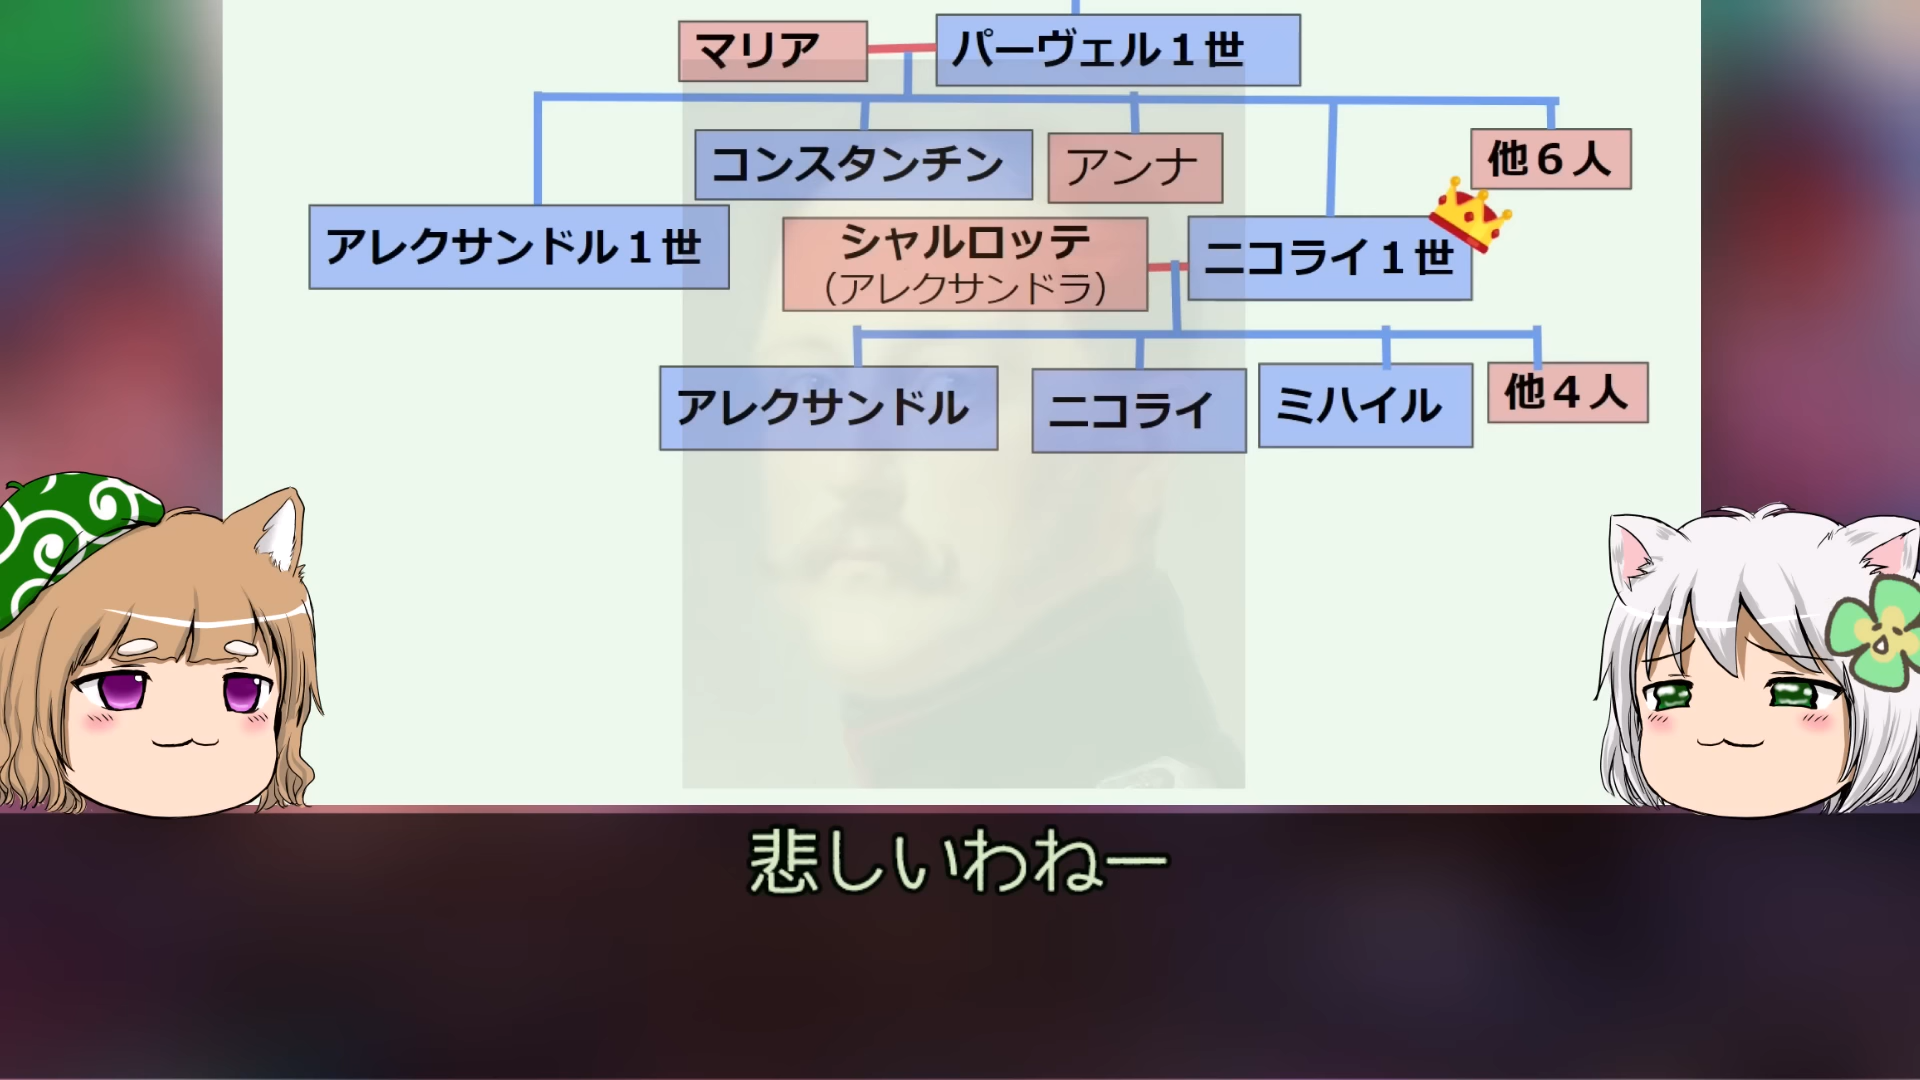 マリア
パーヴェル１世
コンスタンチン
アンナ
他６人
アレクサンドル１世
シャルロッテ
（アレクサンドラ）
ニコライ１世
アレクサンドル
ニコライ
ミハイル
他４人
悲しいわねー